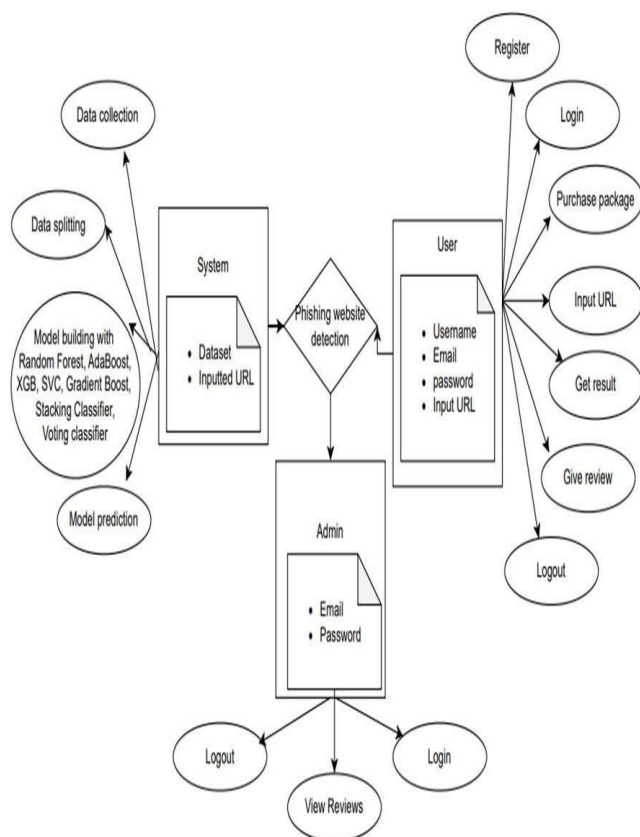 Register
Data collection
Login
Purchase package
Data splitting
User
System
Phishing website
detection
Input URL
• Username
• Email
• password
• Input URL
• Dataset
• Inputted URL
Model building with
Random Forest, AdaBoost,
XGB, SVC, Gradient Boost,
Stacking Classifier,
Voting classifier
Get result
Give review
Model prediction
Admin
Logout
• Email
• Password
Logout
Login
View Reviews